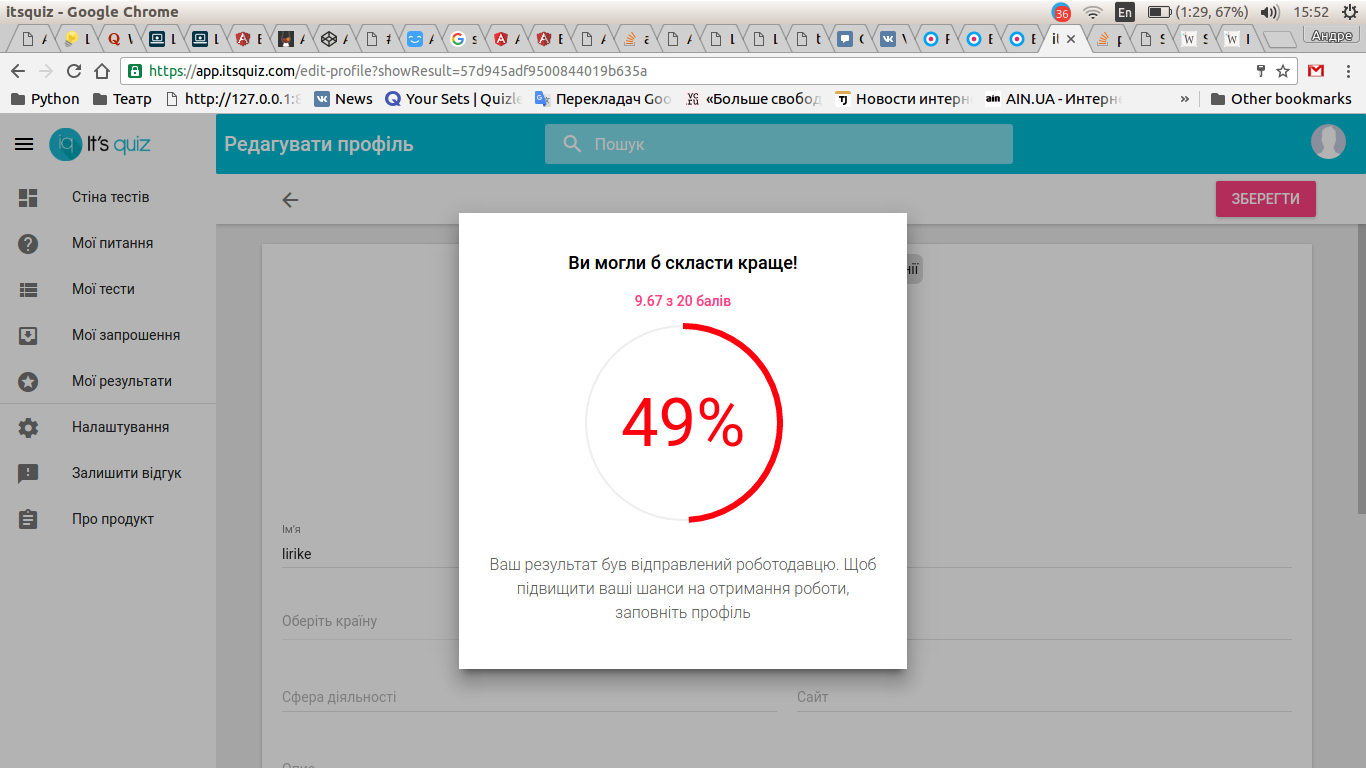 itsquiz - Google Chrome
36
En
(1:29, 67%)
15:52
Андре
https://app.itsquiz.com/edit-profile?showResult=57d945adf9500844019b635a
Python
Театр
http://127.0.0.1:8
News
Your Sets | Quizle
Перекладач Goo
«Больше свобод
Новости интерн
AIN.UA - Интерне
»
Other bookmarks
iq It's quiz
Редагувати профіль
Пошук
Стіна тестів
Мої питання
Мої тести
Мої запрошення
Мої результати
Налаштування
Залишити відгук
Про продукт
ЗБЕРЕГТИ
нії
Ви могли б скласти краще!
9.67 з 20 балів
49%
Ваш результат був відправлений роботодавцю. Щоб
підвищити ваші шанси на отримання роботи,
заповніть профіль
Ім'я
lirike
Оберіть країну
Сфера діяльності
Сайт
Опис